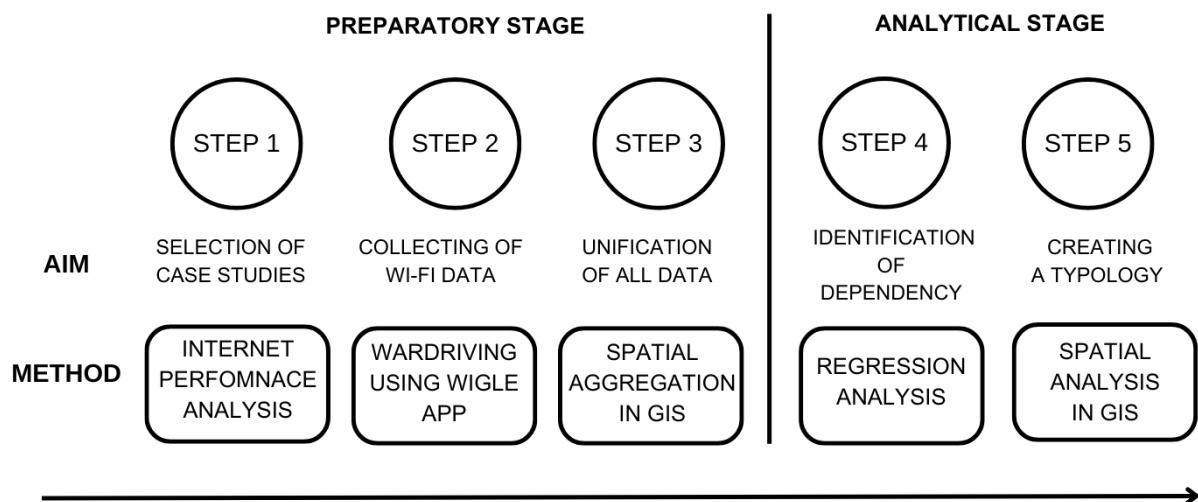 PREPARATORY STAGE
ANALYTICAL STAGE
STEP 1
STEP 2
STEP 3
STEP 4
STEP 5
AIM
SELECTION OF
CASE STUDIES
COLLECTING OF
WI-FI DATA
UNIFICATION
OF ALL DATA
IDENTIFICATION
OF
DEPENDENCY
CREATING
A TYPOLOGY
METHOD
INTERNET
PERFOMNACE
ANALYSIS
WARDRIVING
USING WIGLE
APP
SPATIAL
AGGREGATION
IN GIS
REGRESSION
ANALYSIS
SPATIAL
ANALYSIS
IN GIS